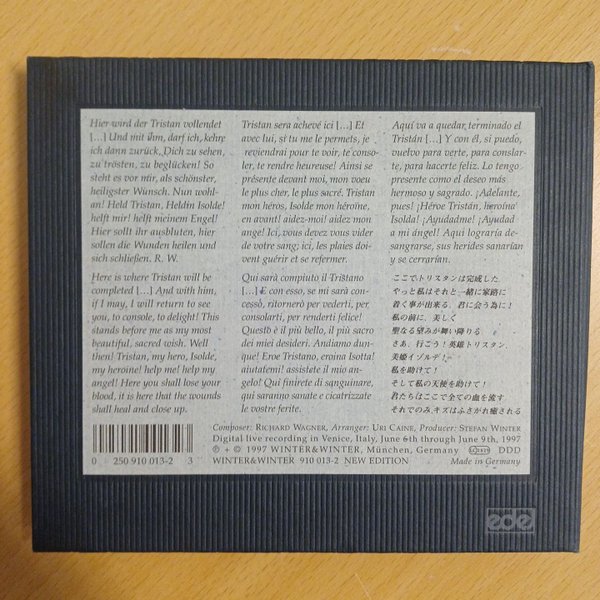 Hier wird der Tristan vollendet
[...] Und mit ihm, darf ich, kehre
ich dann zurück, Dich zu sehen,
zu trösten, zu beglücken! So
steht es vor mir, als schönster,
heiligster Wunsch. Nun wohl-
an! Held Tristan, Heldin Isolde!
helft mir! helft meinem Engel!
Hier sollt ihr ausbluten, hier
sollen die Wunden heilen und
sich schließen. R. W.
Tristan sera achevé ici [...] Et
avec lui, si tu me le permets, je
reviendrai pour te voir, te conso-
ler, te rendre heureuse! Ainsi se
présente devant moi, mon voeu
le plus cher, le plus sacré. Tristan
mon héros, Isolde mon héroïne,
en avant! aidez-moi! aidez mon
ange! Ici, vous devez vous vider
de votre sang; ici, les plaies doi-
vent guérir et se refermer.
Aquí va a quedar, terminado el
Tristán [...] Y con él, si puedo,
vuelvo para verte, para conslar-
te, para hacerte feliz. Lo tengo
presente como el deseo más
hermoso y sagrado. ¡Adelante,
pues! ¡Héroe Tristán, heroína
Isolda! ¡Ayudadme! ¡Ayudad
a mi ángel! Aqui lograría de-
sangrarse, sus herides sanarían
y se cerrarían.
Here is where Tristan will be
completed [...] And with him,
if I may, I will return to see
you, to console, to delight! This
stands before me as my most
beautiful, sacred wish. Well
then! Tristan, my hero, Isolde,
my heroine! help me! help my
angel! Here you shall lose your
blood, it is here that the wounds
shall heal and close up.
Qui sarà compiuto il Tristano
[...] E con esso, se mi sarà con-
cesso, ritornerò per vederti, per
consolarti, per renderti felice!
Questo è il più bello, il più sacro
dei miei desideri. Andiamo dun-
que! Eroe Tristano, eroina Isotta!
aiutatemi! assistete il mio an-
gelo! Qui finirete di sanguinare,
qui saranno sanate e cicatrizzate
le vostre ferite.
ここでトリスタンは完成した
やっと私はそれと一緒に家路に
着く事が出来る、君に会う為に!
私の前に、美しく
聖なる望みが舞い降りる
さあ、行こう!英雄トリスタン、
美姫イゾルデ!
私を助けて!
そして私の天使を助けて!
君たちはここで全ての血を流す
それでのみ、キズはふさがれ癒される
Composer: RICHARD WAGNER, Arranger: URI CAINE, Producer: STEFAN WINTER
Digital live recording in Venice, Italy, June 6th through June 9th, 1997
℗ + © 1997 WINTER&WINTER, München, Germany LC 02829 DDD
WINTER&WINTER 910 013-2 NEW EDITION Made in Germany
0 250 910 013-2 3
edel